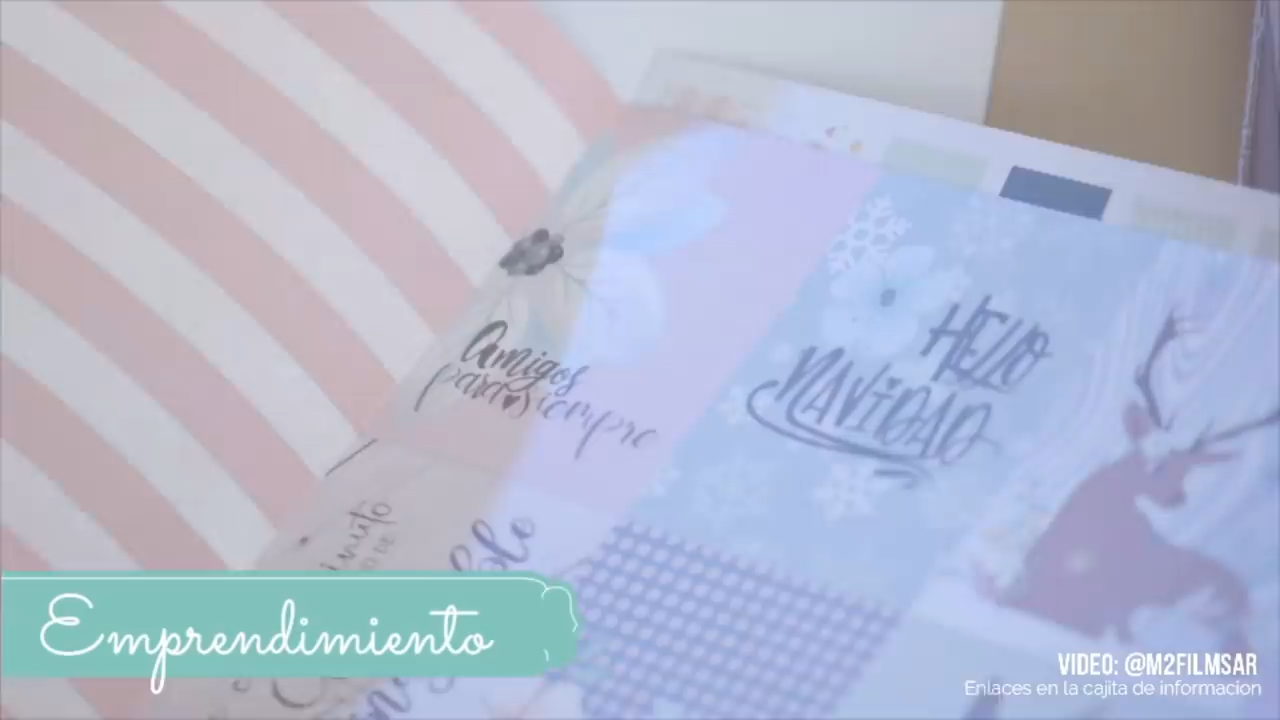 Amigos
para siempre
HELLO
NAVIDAD
Emprendimiento
VIDEO: @M2FILMSAR
Enlaces en la cajita de informacion